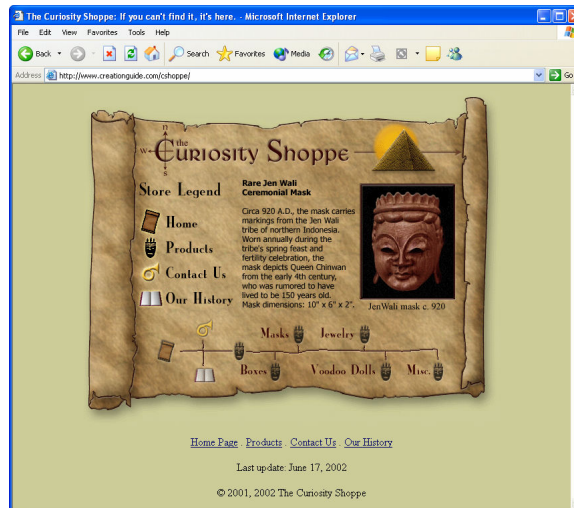 The Curiosity Shoppe: If you can't find it, it's here. - Microsoft Internet Explorer
File Edit View Favorites Tools Help
Back Search Favorites Media
Address http://www.creationguide.com/cshoppe/ Go
n
w
s
the
Curiosity Shoppe
Store Legend
Home
Products
Contact Us
Our History
Rare Jen Wali
Ceremonial Mask
Circa 920 A.D., the mask carries
markings from the Jen Wali
tribe of northern Indonesia.
Worn annually during the
tribe's spring feast and
fertility celebration, the
mask depicts Queen Chinwan
from the early 4th century,
who was rumored to have
lived to be 150 years old.
Mask dimensions: 10" x 6" x 2".
JenWali mask c. 920
Masks Jewelry
Boxes Voodoo Dolls Misc.
Home Page . Products . Contact Us . Our History
Last update: June 17, 2002
© 2001, 2002 The Curiosity Shoppe